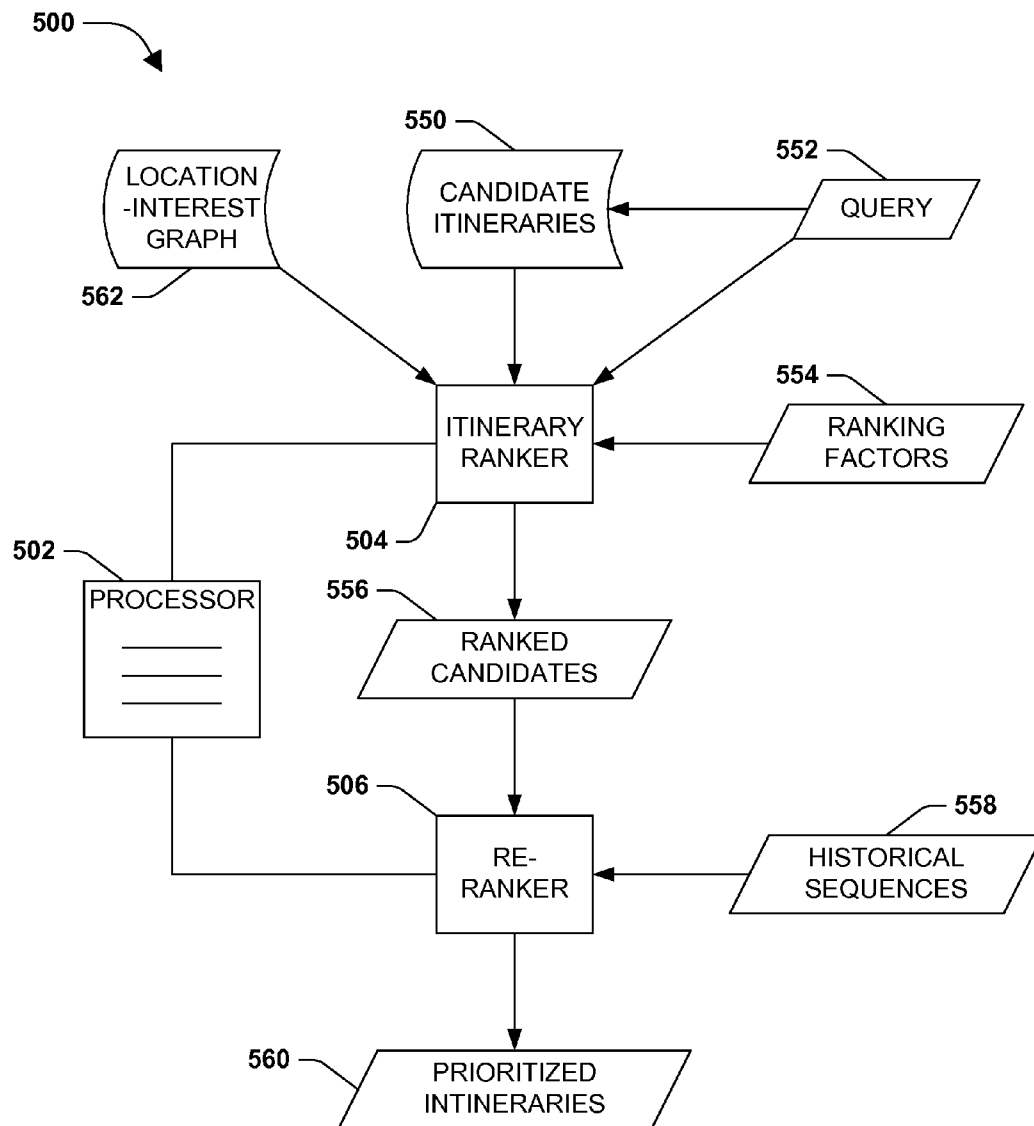 500
550
552
LOCATION
-INTEREST
GRAPH
CANDIDATE
ITINERARIES
QUERY
562
554
ITINERARY
RANKER
RANKING
FACTORS
504
502
PROCESSOR
556
RANKED
CANDIDATES
506
558
RE-
RANKER
HISTORICAL
SEQUENCES
560
PRIORITIZED
INTINERARIES